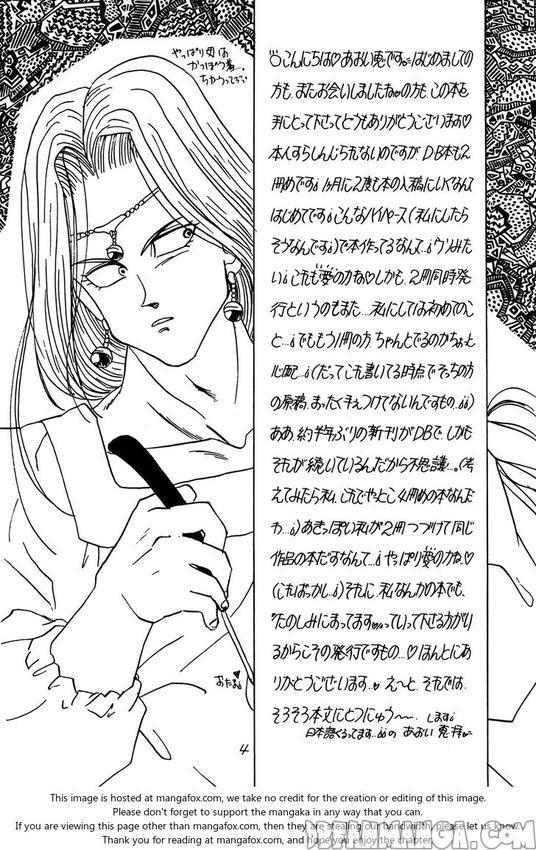 やっぱり女は
かっぽう着…。
ちがうって…
こんにちは♡あおい兎です。はじめましての
方も、またお会いしましたねの方も、この本を
手にとって下さってどうもありがとうございます♡
本人すらしんじられないのですが、DB本も2
冊めです。1ヶ月に2度も本の入稿にいくなんて
はじめてです。こんなハイペース(私にしたら
そうなんです)で本作ってるなんて…ウソみた
い。これも愛の力ね♡しかも、2冊同時発
行というのもまた…私にしては初めてのこ
と…。でももう1冊の方、ちゃんとでるのかちょっと
心配…(だってこれ書いてる時点でそっちの方
の原稿、まったく手えつけてないんですもの…)
ああ、約半年ぶりの新刊がDBで、しかも
それが続いているんだから不思議…。(考
えてみたら私、これでやっとこ4冊めの本なんだ
わ…)あきっぽい私が2冊つづけて同じ
作品の本だすなんて…。やっぱり愛の力ね♡
(こればっかし…)それに、私なんかの本でも、
"たのしみにまってます"っていって下さる方がい
るからこその発行ですもの…♡ほんとにあ
りがとうございます…。え〜と、それでは、
そろそろ本文にとつにゅう〜 します。
日本語くるってます…の あおい兎拝
おたま
4
This image is hosted at mangafox.com, we take no credit for the creation or editing of this image.
Please don't forget to support the mangaka in any way that you can.
If you are viewing this page other than mangafox.com, then they are stealing our bandwidth, please let us know.
Thank you for reading at mangafox.com, and hope you enjoy the chapter.
READMANGA.COM